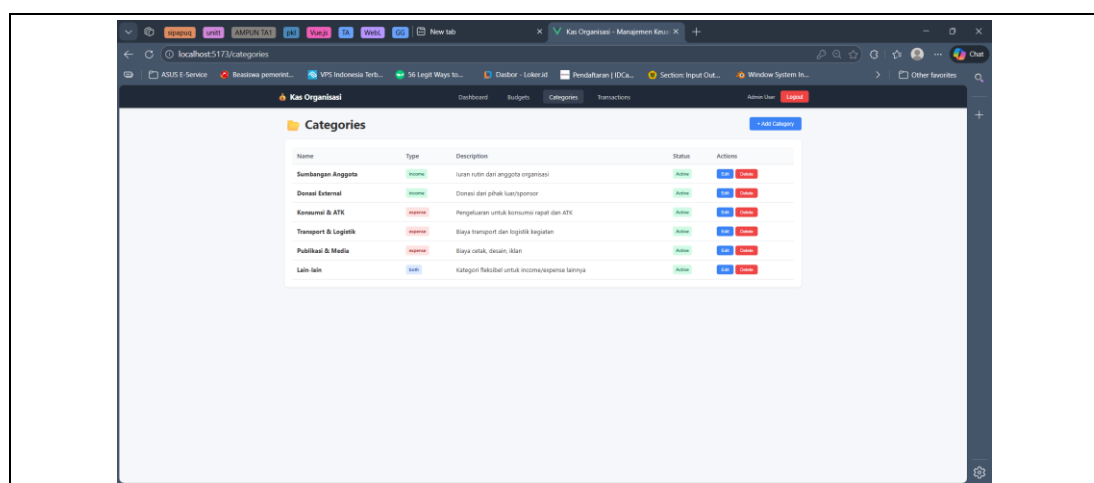 sipapuq unitt AMPUN TA1 pkl Vue.js TA WebL GG New tab Kas Organisasi - Manajemen Keua
localhost:5173/categories Chat
ASUS E-Service Beasiswa pemerint... VPS Indonesia Terb... 56 Legit Ways to... Dasbor - Loker.id Pendaftaran | IDCa... Section: Input Out... Window System In... Other favorites
Kas Organisasi Dashboard Budgets Categories Transactions Admin User Logout
Categories + Add Category
Name Type Description Status Actions
Sumbangan Anggota income Iuran rutin dari anggota organisasi Active Edit Delete
Donasi External income Donasi dari pihak luar/sponsor Active Edit Delete
Konsumsi & ATK expense Pengeluaran untuk konsumsi rapat dan ATK Active Edit Delete
Transport & Logistik expense Biaya transport dan logistik kegiatan Active Edit Delete
Publikasi & Media expense Biaya cetak, desain, iklan Active Edit Delete
Lain-lain both Kategori fleksibel untuk income/expense lainnya Active Edit Delete